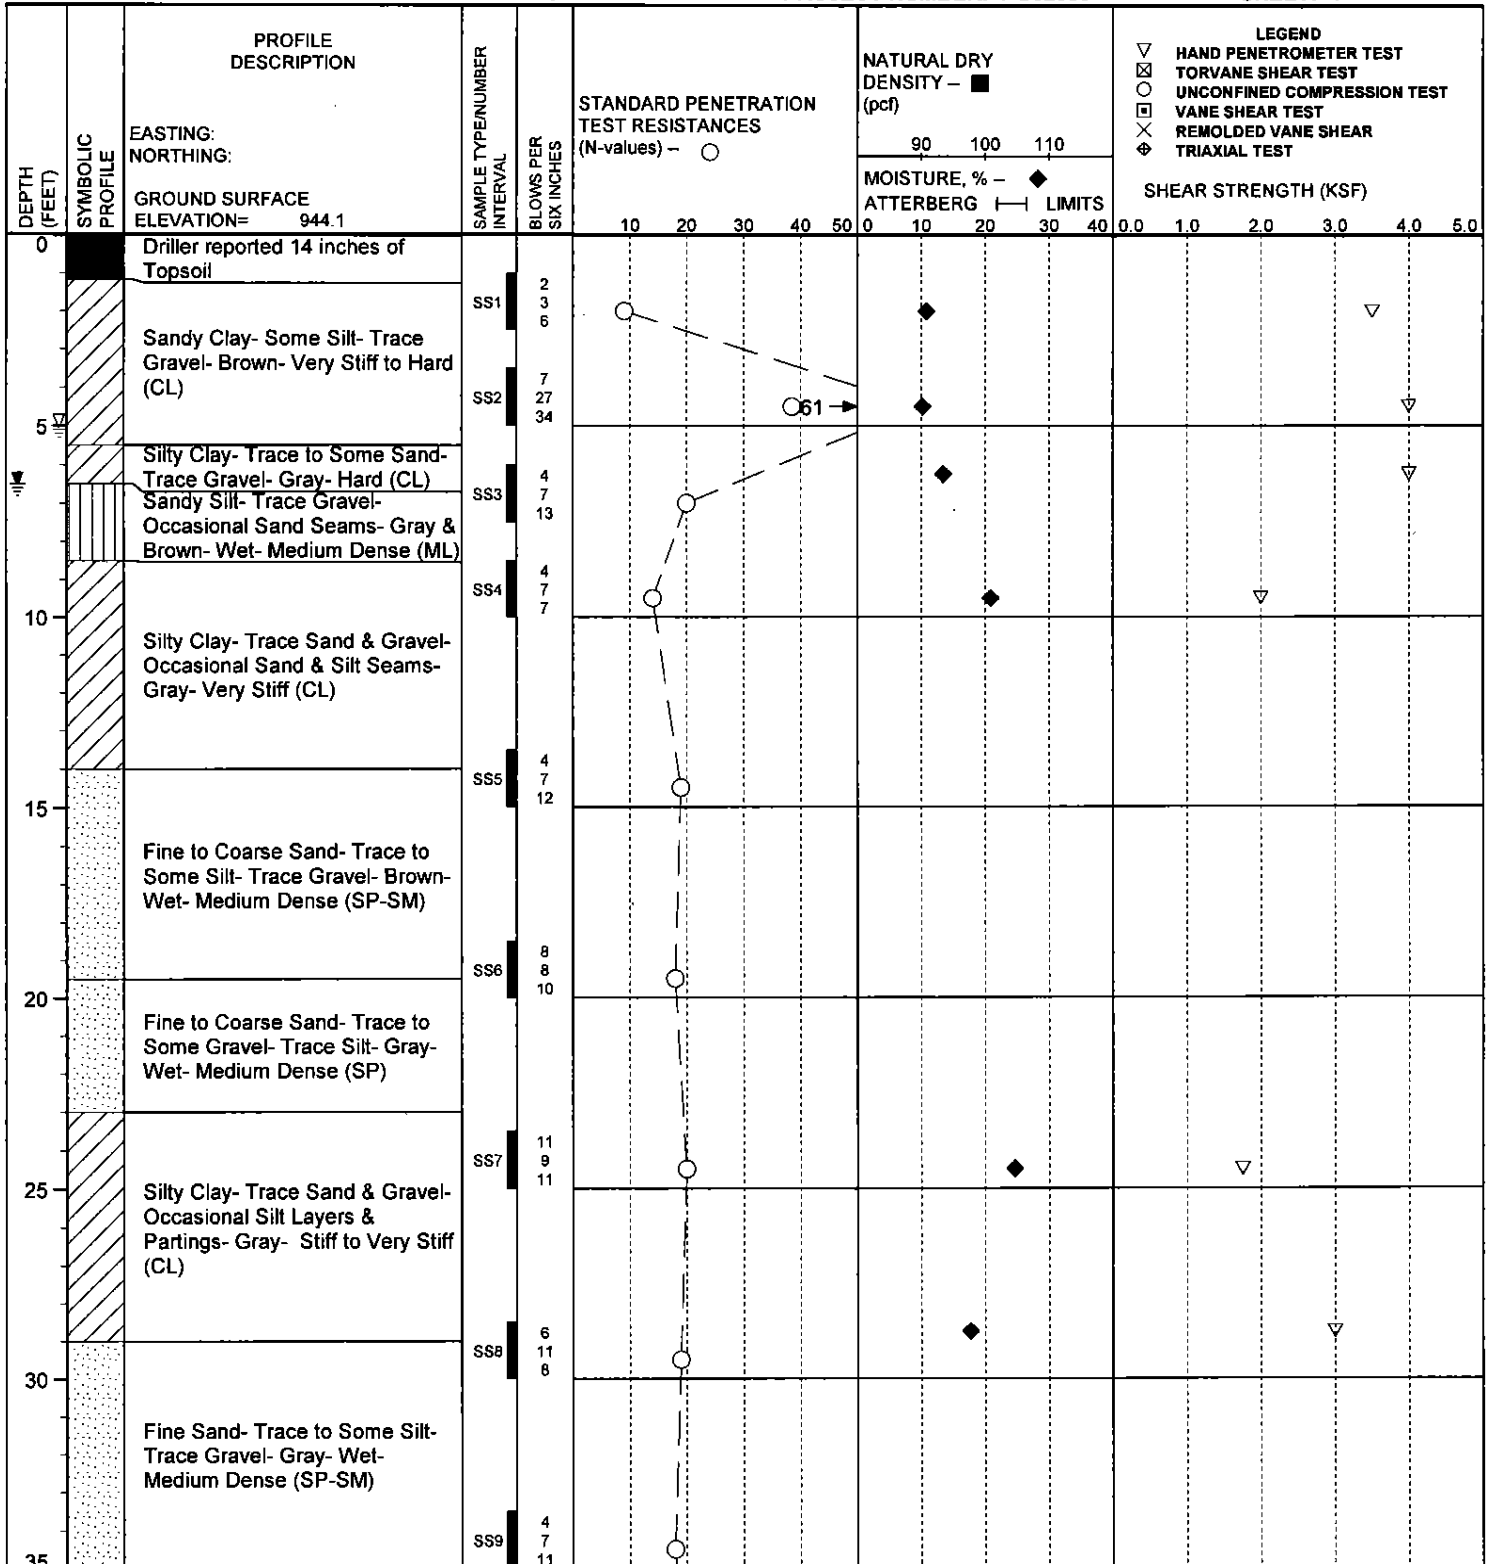 PROFILE
DESCRIPTION
EASTING:
NORTHING:
GROUND SURFACE
ELEVATION= 944.1
DEPTH
(FEET)
SYMBOLIC
PROFILE
SAMPLE TYPE/NUMBER
INTERVAL
BLOWS PER
SIX INCHES
STANDARD PENETRATION
TEST RESISTANCES
(N-values) –
10 20 30 40 50
NATURAL DRY
DENSITY –
(pcf)
90 100 110
MOISTURE, % –
ATTERBERG LIMITS
0 10 20 30 40
LEGEND
HAND PENETROMETER TEST
TORVANE SHEAR TEST
UNCONFINED COMPRESSION TEST
VANE SHEAR TEST
REMOLDED VANE SHEAR
TRIAXIAL TEST
SHEAR STRENGTH (KSF)
0.0 1.0 2.0 3.0 4.0 5.0
0
Driller reported 14 inches of
Topsoil
SS1
2
3
6
Sandy Clay- Some Silt- Trace
Gravel- Brown- Very Stiff to Hard
(CL)
SS2
7
27
34
61
5
Silty Clay- Trace to Some Sand-
Trace Gravel- Gray- Hard (CL)
SS3
4
7
13
Sandy Silt- Trace Gravel-
Occasional Sand Seams- Gray &
Brown- Wet- Medium Dense (ML)
SS4
4
7
7
10
Silty Clay- Trace Sand & Gravel-
Occasional Sand & Silt Seams-
Gray- Very Stiff (CL)
SS5
4
7
12
15
Fine to Coarse Sand- Trace to
Some Silt- Trace Gravel- Brown-
Wet- Medium Dense (SP-SM)
SS6
8
8
10
20
Fine to Coarse Sand- Trace to
Some Gravel- Trace Silt- Gray-
Wet- Medium Dense (SP)
SS7
11
9
11
25
Silty Clay- Trace Sand & Gravel-
Occasional Silt Layers &
Partings- Gray- Stiff to Very Stiff
(CL)
SS8
6
11
8
30
Fine Sand- Trace to Some Silt-
Trace Gravel- Gray- Wet-
Medium Dense (SP-SM)
SS9
4
7
11
35